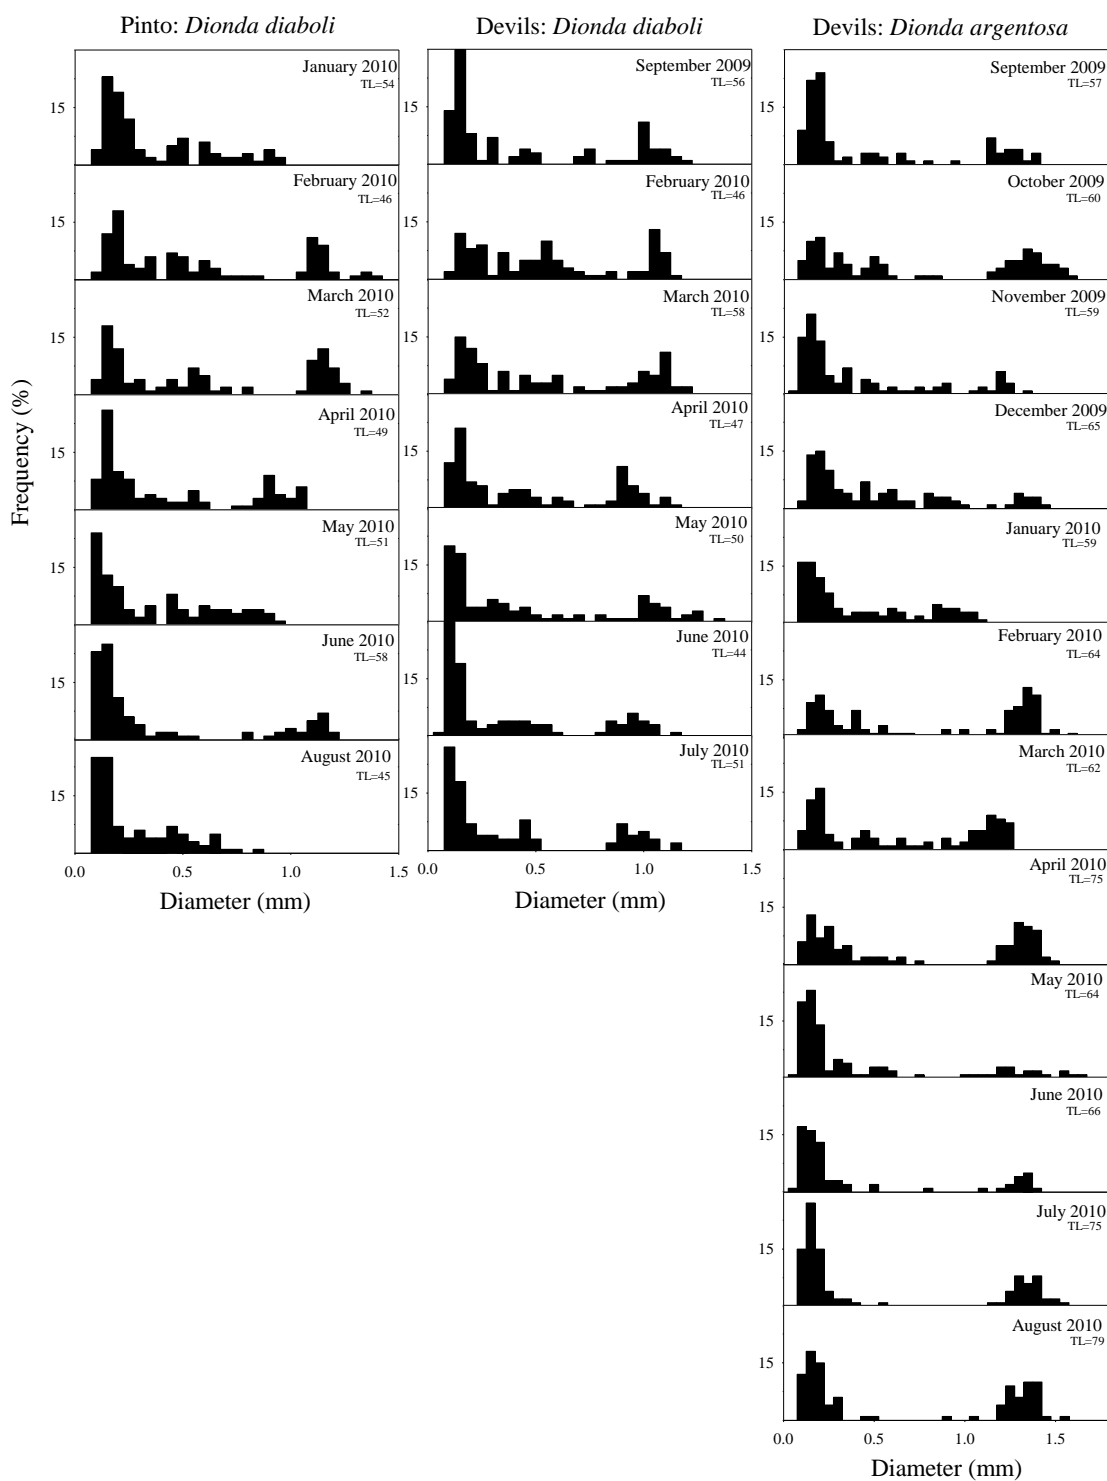 Pinto: Dionda diaboli
January 2010
TL=54
15
February 2010
TL=46
15
March 2010
TL=52
15
April 2010
TL=49
15
May 2010
TL=51
15
June 2010
TL=58
15
August 2010
TL=45
15
0.0 0.5 1.0 1.5
Diameter (mm)
Frequency (%)
Devils: Dionda diaboli
September 2009
TL=56
15
February 2010
TL=46
15
March 2010
TL=58
15
April 2010
TL=47
15
May 2010
TL=50
15
June 2010
TL=44
15
July 2010
TL=51
15
0.0 0.5 1.0 1.5
Diameter (mm)
Devils: Dionda argentosa
September 2009
TL=57
15
October 2009
TL=60
15
November 2009
TL=59
15
December 2009
TL=65
15
January 2010
TL=59
15
February 2010
TL=64
15
March 2010
TL=62
15
April 2010
TL=75
15
May 2010
TL=64
15
June 2010
TL=66
15
July 2010
TL=75
15
August 2010
TL=79
15
0.0 0.5 1.0 1.5
Diameter (mm)